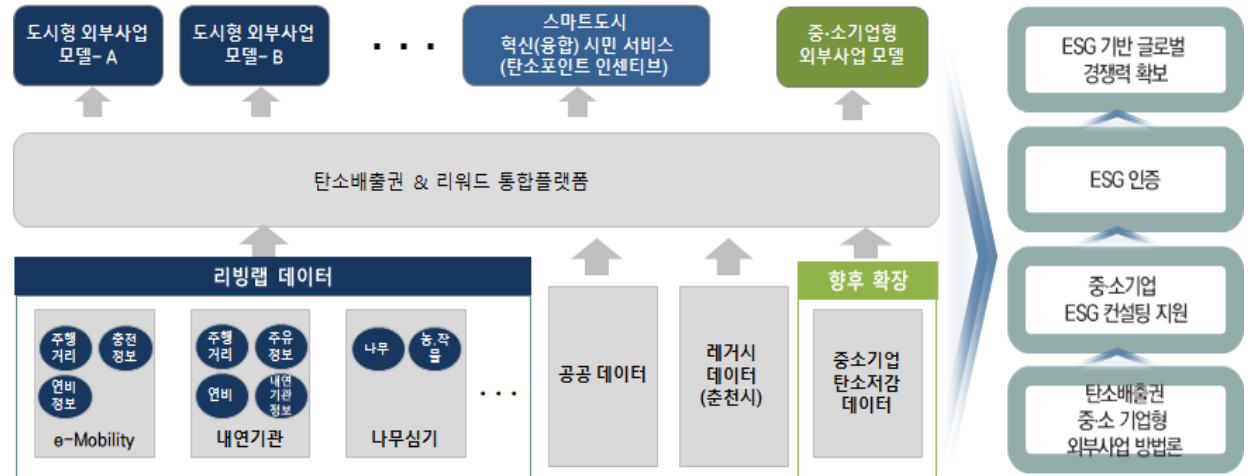 도시형 외부사업
모델- A
도시형 외부사업
모델- B
· · ·
스마트도시
혁신(융합) 시민 서비스
(탄소포인트 인센티브)
중·소기업형
외부사업 모델
탄소배출권 & 리워드 통합플랫폼
리빙랩 데이터
주행
거리
충전
정보
연비
정보
e-Mobility
주행
거리
주유
정보
연비
내연
기관
정보
내연기관
나무
농,작
물
나무심기
· · ·
공공 데이터
레거시
데이터
(춘천시)
향후 확장
중소기업
탄소저감
데이터
ESG 기반 글로벌
경쟁력 확보
ESG 인증
중·소기업
ESG 컨설팅 지원
탄소배출권
중·소 기업형
외부사업 방법론